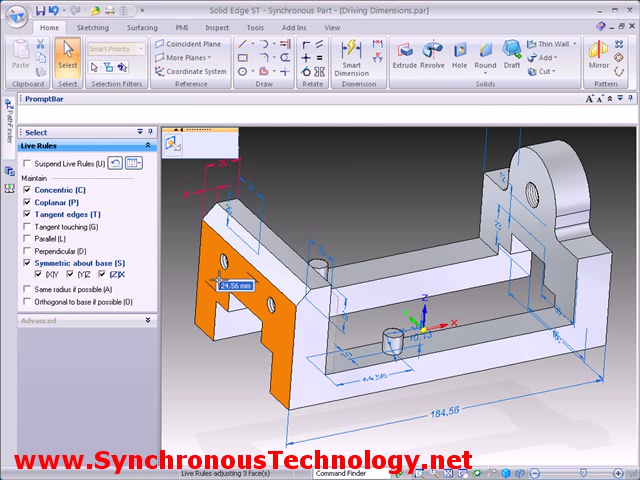 Solid Edge ST - Synchronous Part - [Driving Dimensions.par]
Home Sketching Surfacing PMI Inspect Tools Add Ins View
Paste
Clipboard
Select
Select
Smart Priority
Selection Filters
Coincident Plane
More Planes
Coordinate System
Reference
Draw
Relate
Smart Dimension
Dimension
Extrude Revolve Hole Round Draft
Thin Wall
Add
Cut
Solids
Mirror
Pattern
PromptBar
PathFinder
Select
Live Rules
Suspend Live Rules (U)
Maintain
Concentric (C)
Coplanar (P)
Tangent edges (T)
Tangent touching (G)
Parallel (L)
Perpendicular (D)
Symmetric about base (S)
(X)Y (Y)Z (Z)X
Same radius if possible (A)
Orthogonal to base if possible (O)
Advanced
20
24.56 mm
Z
X
64.56
184.56
www.SynchronousTechnology.net
Live Rules adjusting 3 face(s)
Command Finder